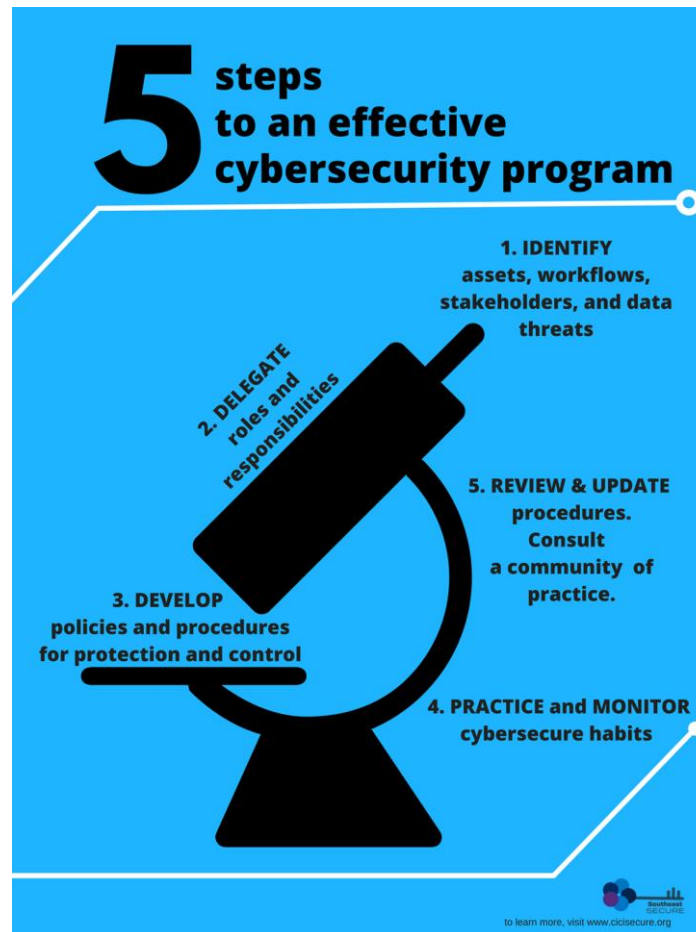 5 steps
to an effective
cybersecurity program
1. IDENTIFY
assets, workflows,
stakeholders, and data
threats
2. DELEGATE
roles and
responsibilities
3. DEVELOP
policies and procedures
for protection and control
4. PRACTICE and MONITOR
cybersecure habits
5. REVIEW & UPDATE
procedures.
Consult
a community of
practice.
Southeast
SECURE
to learn more, visit www.cicisecure.org